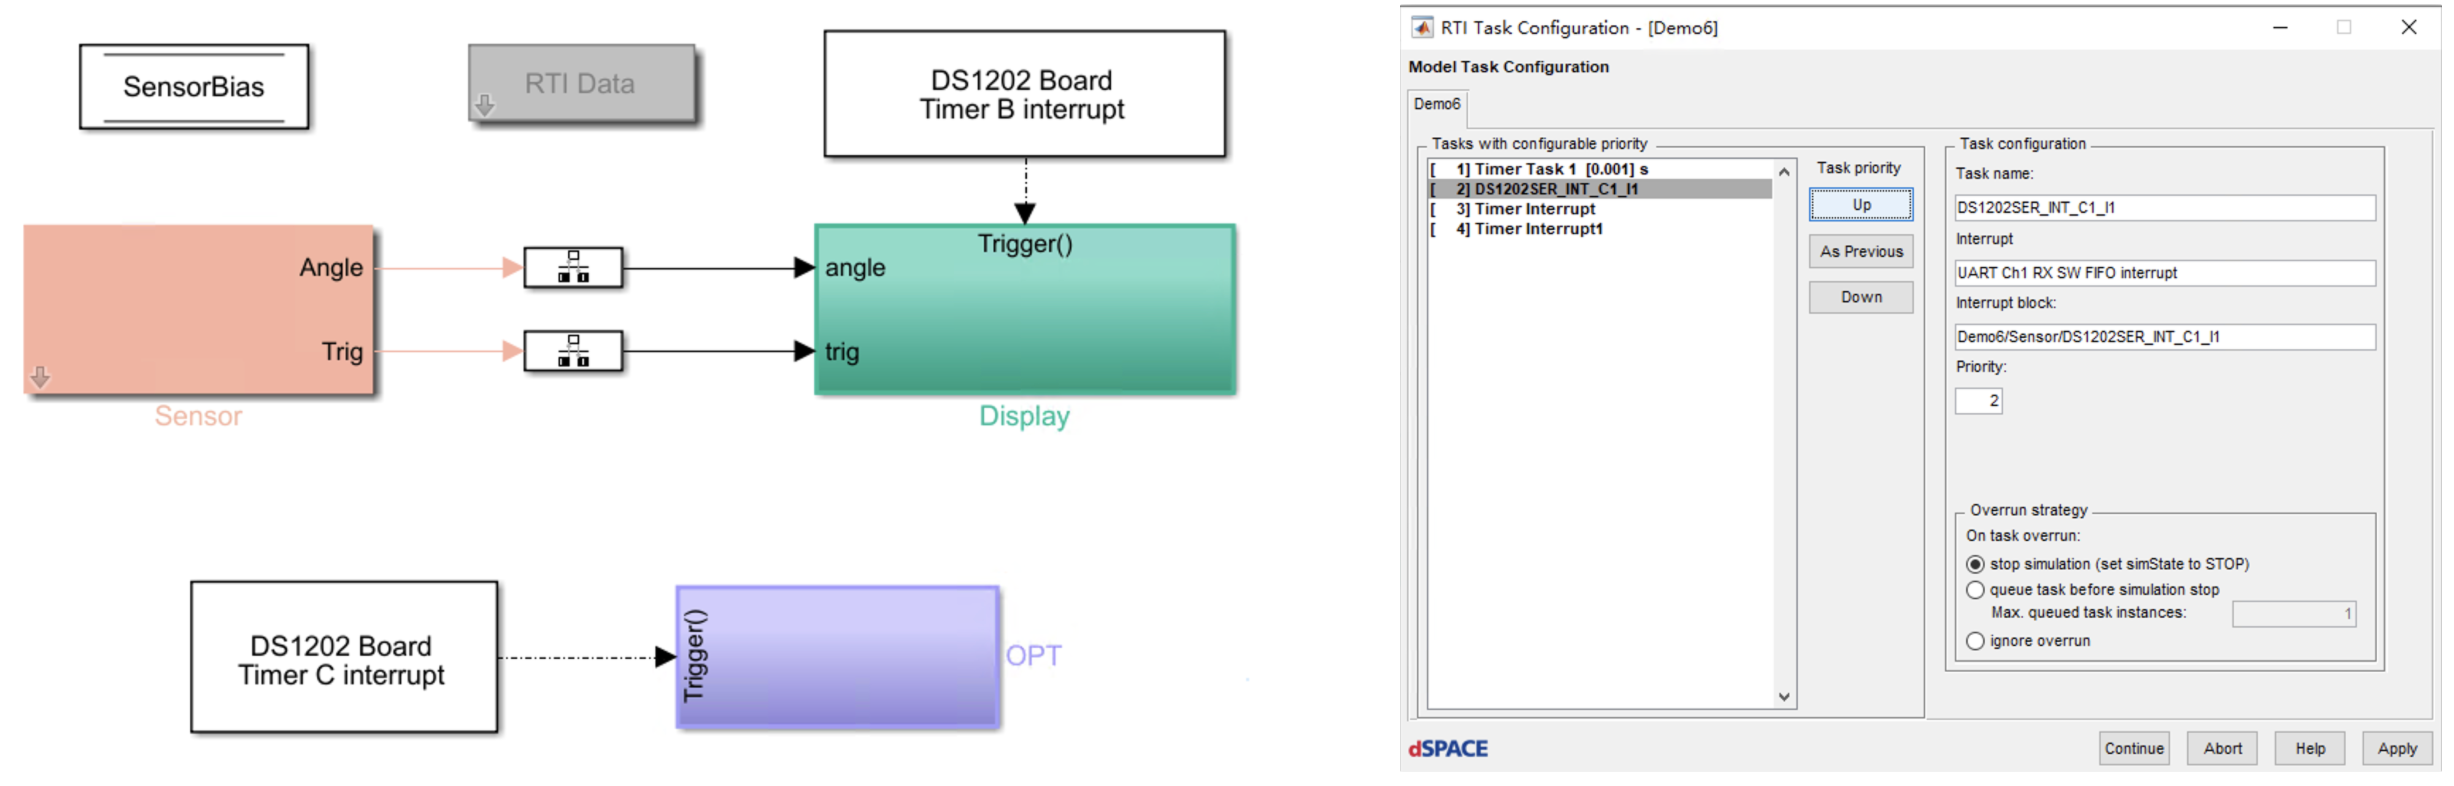 SensorBias
RTI Data
DS1202 Board
Timer B interrupt
Angle
Trig
Sensor
Trigger()
angle
trig
Display
DS1202 Board
Timer C interrupt
Trigger()
OPT
RTI Task Configuration - [Demo6]
Model Task Configuration
Demo6
Tasks with configurable priority
[ 1] Timer Task 1 [0.001] s
[ 2] DS1202SER_INT_C1_I1
[ 3] Timer Interrupt
[ 4] Timer Interrupt1
Task priority
Up
As Previous
Down
Task configuration
Task name:
DS1202SER_INT_C1_I1
Interrupt
UART Ch1 RX SW FIFO interrupt
Interrupt block:
Demo6/Sensor/DS1202SER_INT_C1_I1
Priority:
2
Overrun strategy
On task overrun:
stop simulation (set simState to STOP)
queue task before simulation stop
Max. queued task instances: 1
ignore overrun
dSPACE
Continue Abort Help Apply